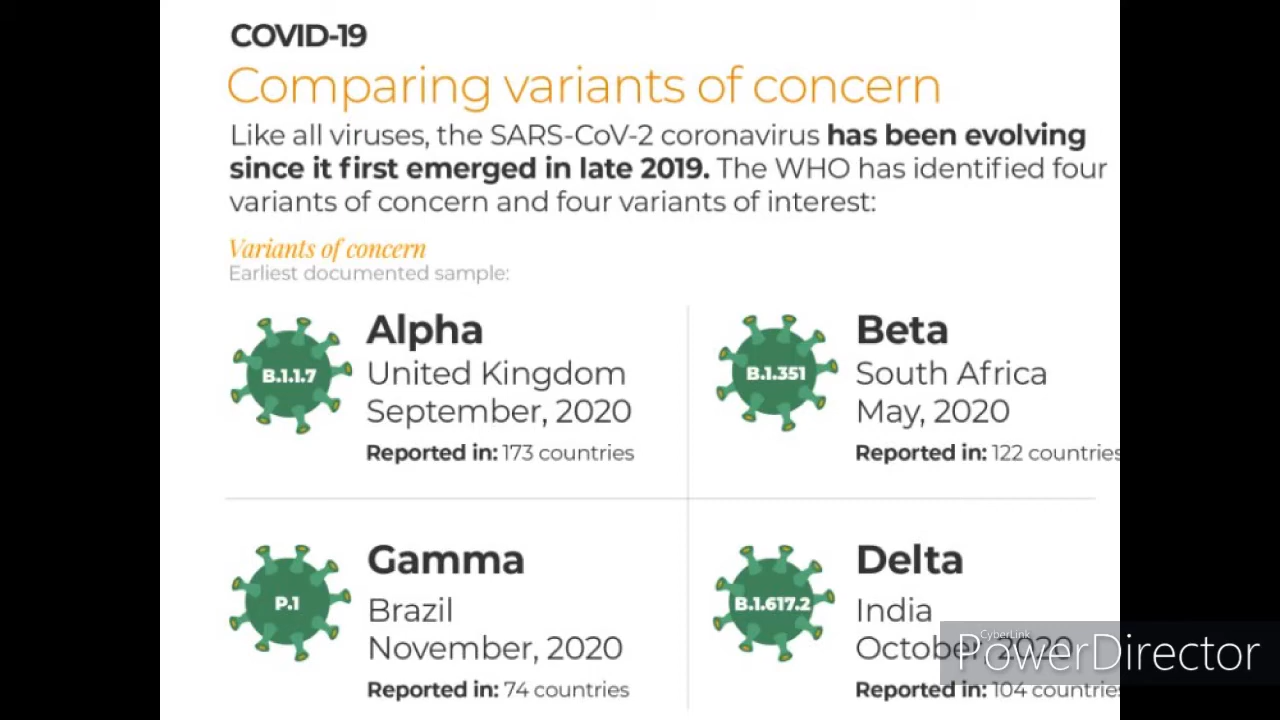 COVID-19
Comparing variants of concern
Like all viruses, the SARS-CoV-2 coronavirus has been evolving
since it first emerged in late 2019. The WHO has identified four
variants of concern and four variants of interest:
Variants of concern
Earliest documented sample:
B.1.1.7
Alpha
United Kingdom
September, 2020
Reported in: 173 countries
B.1.351
Beta
South Africa
May, 2020
Reported in: 122 countries
P.1
Gamma
Brazil
November, 2020
Reported in: 74 countries
B.1.617.2
Delta
India
October, 2020
Reported in: 104 countries
CyberLink
PowerDirector